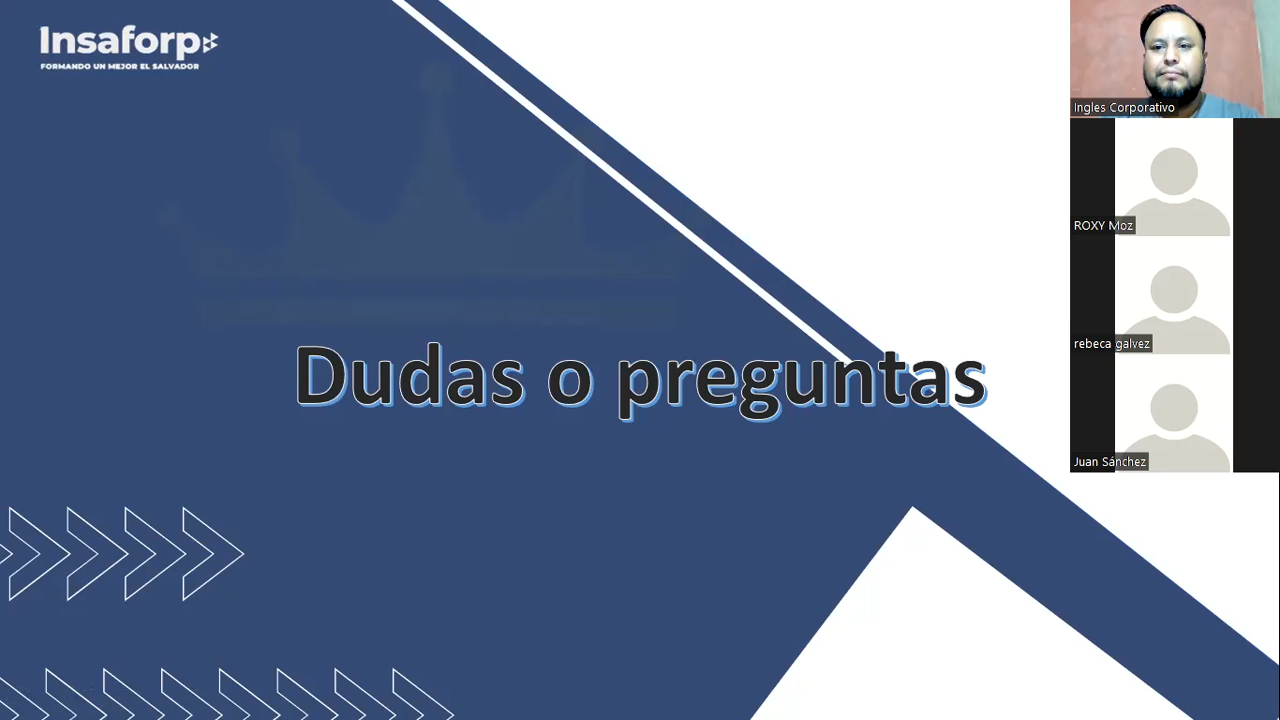 Insaforp
FORMANDO UN MEJOR EL SALVADOR
Dudas o preguntas
Ingles Corporativo
ROXY Moz
rebeca galvez
Juan Sánchez